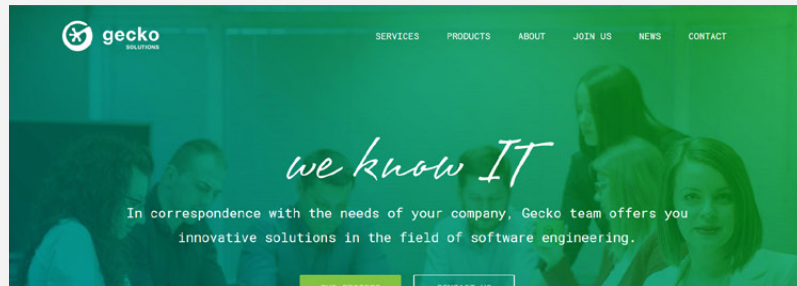 gecko
SOLUTIONS
SERVICES PRODUCTS ABOUT JOIN US NEWS CONTACT
we know IT
In correspondence with the needs of your company, Gecko team offers you
innovative solutions in the field of software engineering.